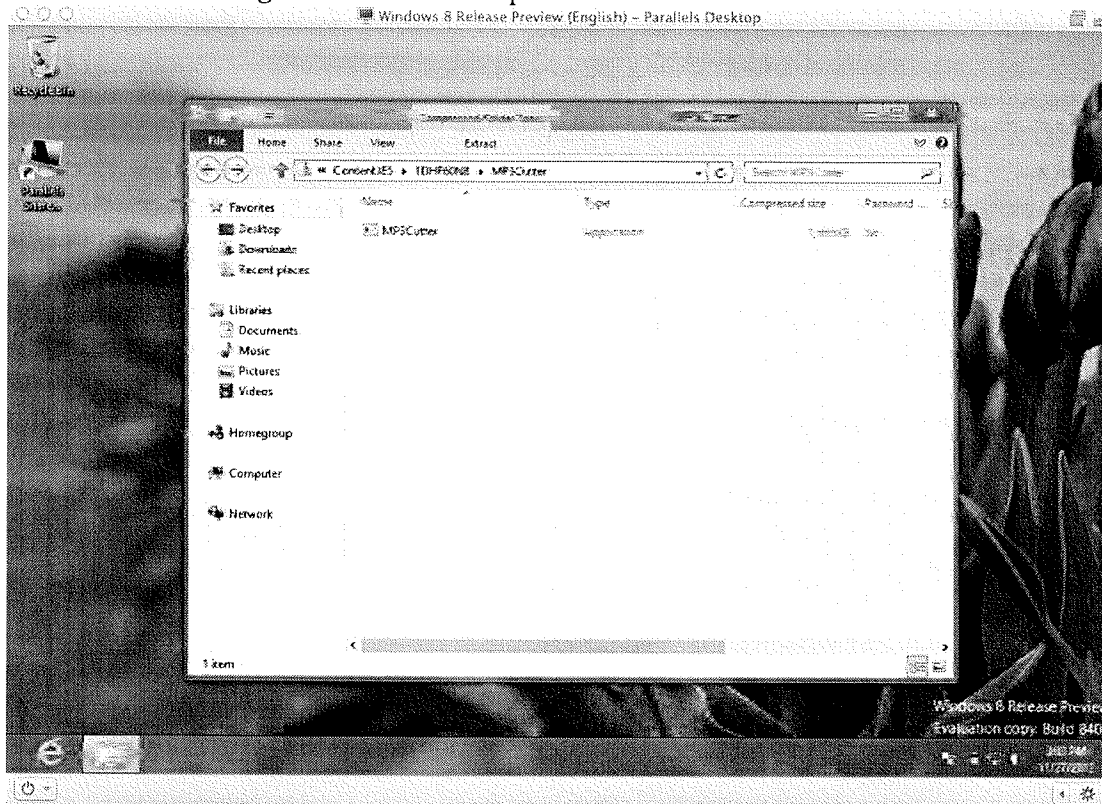 Windows 8 Release Preview (English) – Parallels Desktop
Recycle Bin
Parallels
File Home Share View Extract
ContentJE5 ▸ TDHF60N8 ▸ MP3Cutter
Name Type Compressed size Password ...
Favorites
MP3Cutter Application
Desktop
Downloads
Recent places
Libraries
Documents
Music
Pictures
Videos
Homegroup
Computer
Network
1 item
Windows 8 Release Preview
Evaluation copy. Build 840